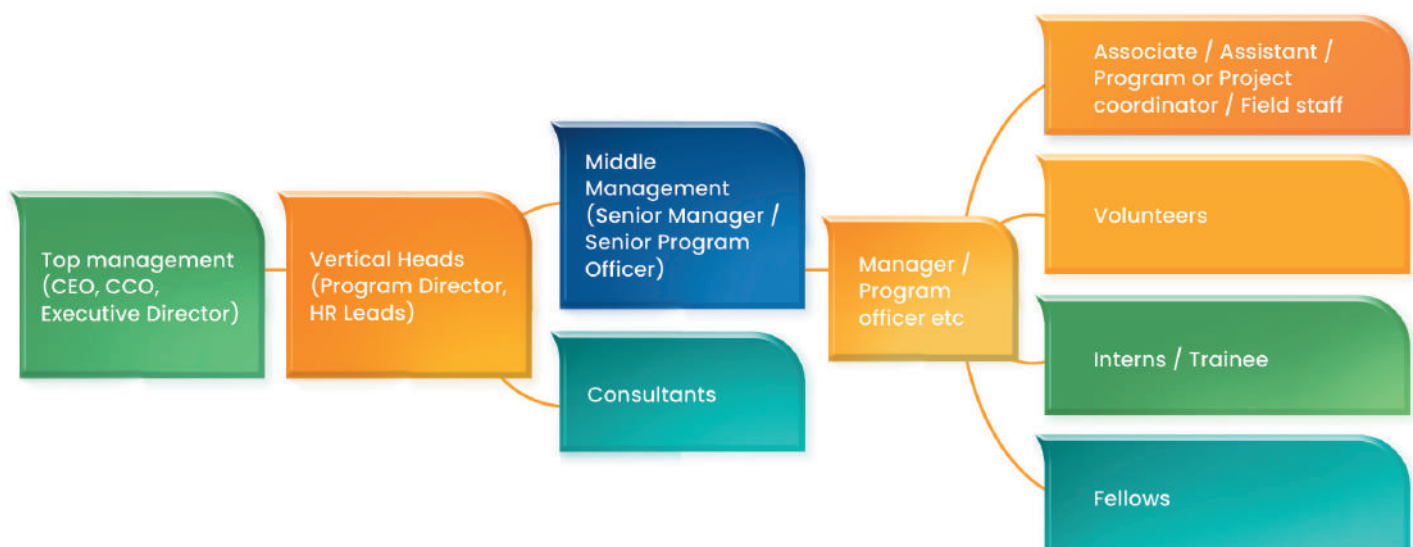 Top management
(CEO, CCO,
Executive Director)
Vertical Heads
(Program Director,
HR Leads)
Middle
Management
(Senior Manager /
Senior Program
Officer)
Consultants
Manager /
Program
officer etc
Associate / Assistant /
Program or Project
coordinator / Field staff
Volunteers
Interns / Trainee
Fellows